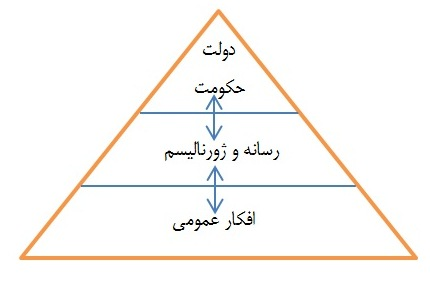 دولت
حکومت
رسانه و ژورنالیسم
افکار عمومی